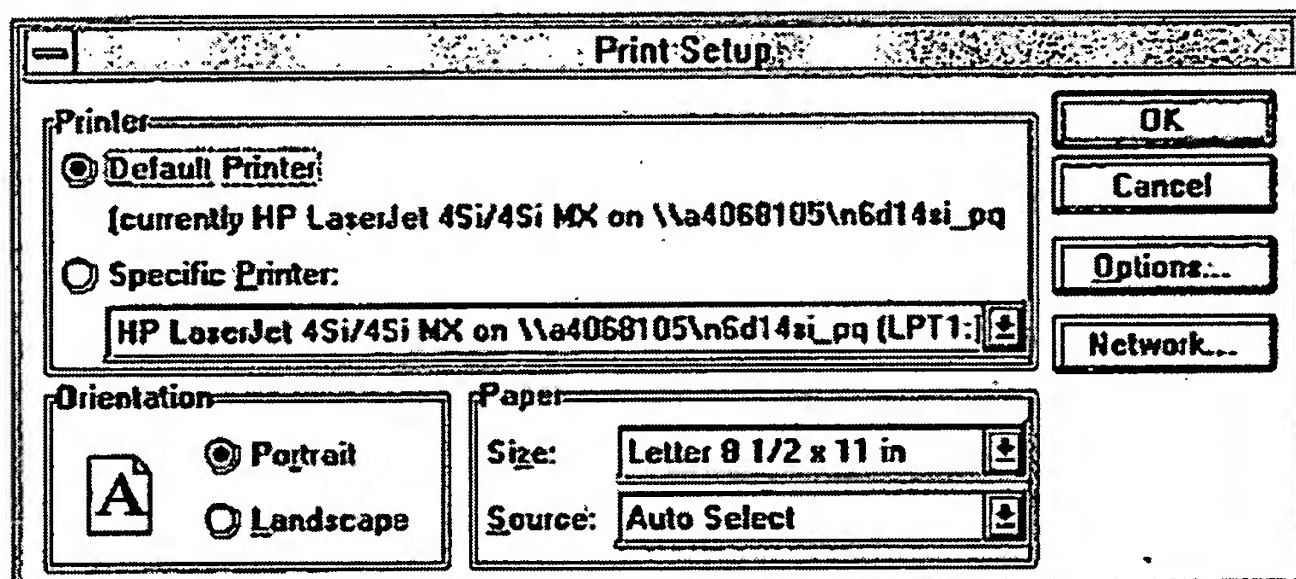 Print Setup
Printer
Default Printer
[currently HP LaserJet 4Si/4Si MX on \\a4068105\n6d14si_pq
Specific Printer:
HP LaserJet 4Si/4Si MX on \\a4068105\n6d14si_pq (LPT1:]
OK
Cancel
Options...
Network...
Orientation
A
Portrait
Landscape
Paper
Size:
Letter 8 1/2 x 11 in
Source:
Auto Select